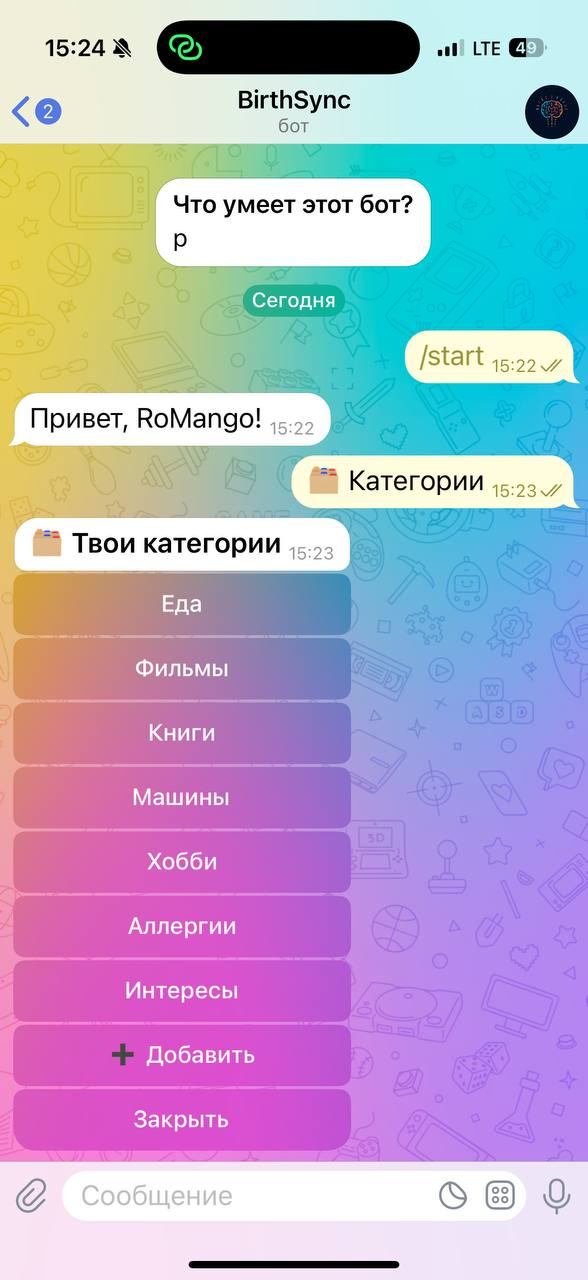 15:24 LTE 49
2 BirthSync
бот
Что умеет этот бот?
р
Сегодня
/start 15:22
Привет, RoMango! 15:22
Категории 15:23
Твои категории 15:23
Еда
Фильмы
Книги
Машины
Хобби
Аллергии
Интересы
Добавить
Закрыть
Сообщение